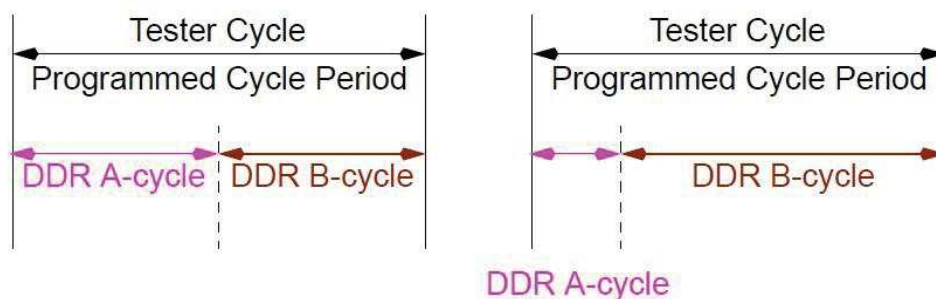 Tester Cycle
Programmed Cycle Period
DDR A-cycle DDR B-cycle
Tester Cycle
Programmed Cycle Period
DDR B-cycle
DDR A-cycle